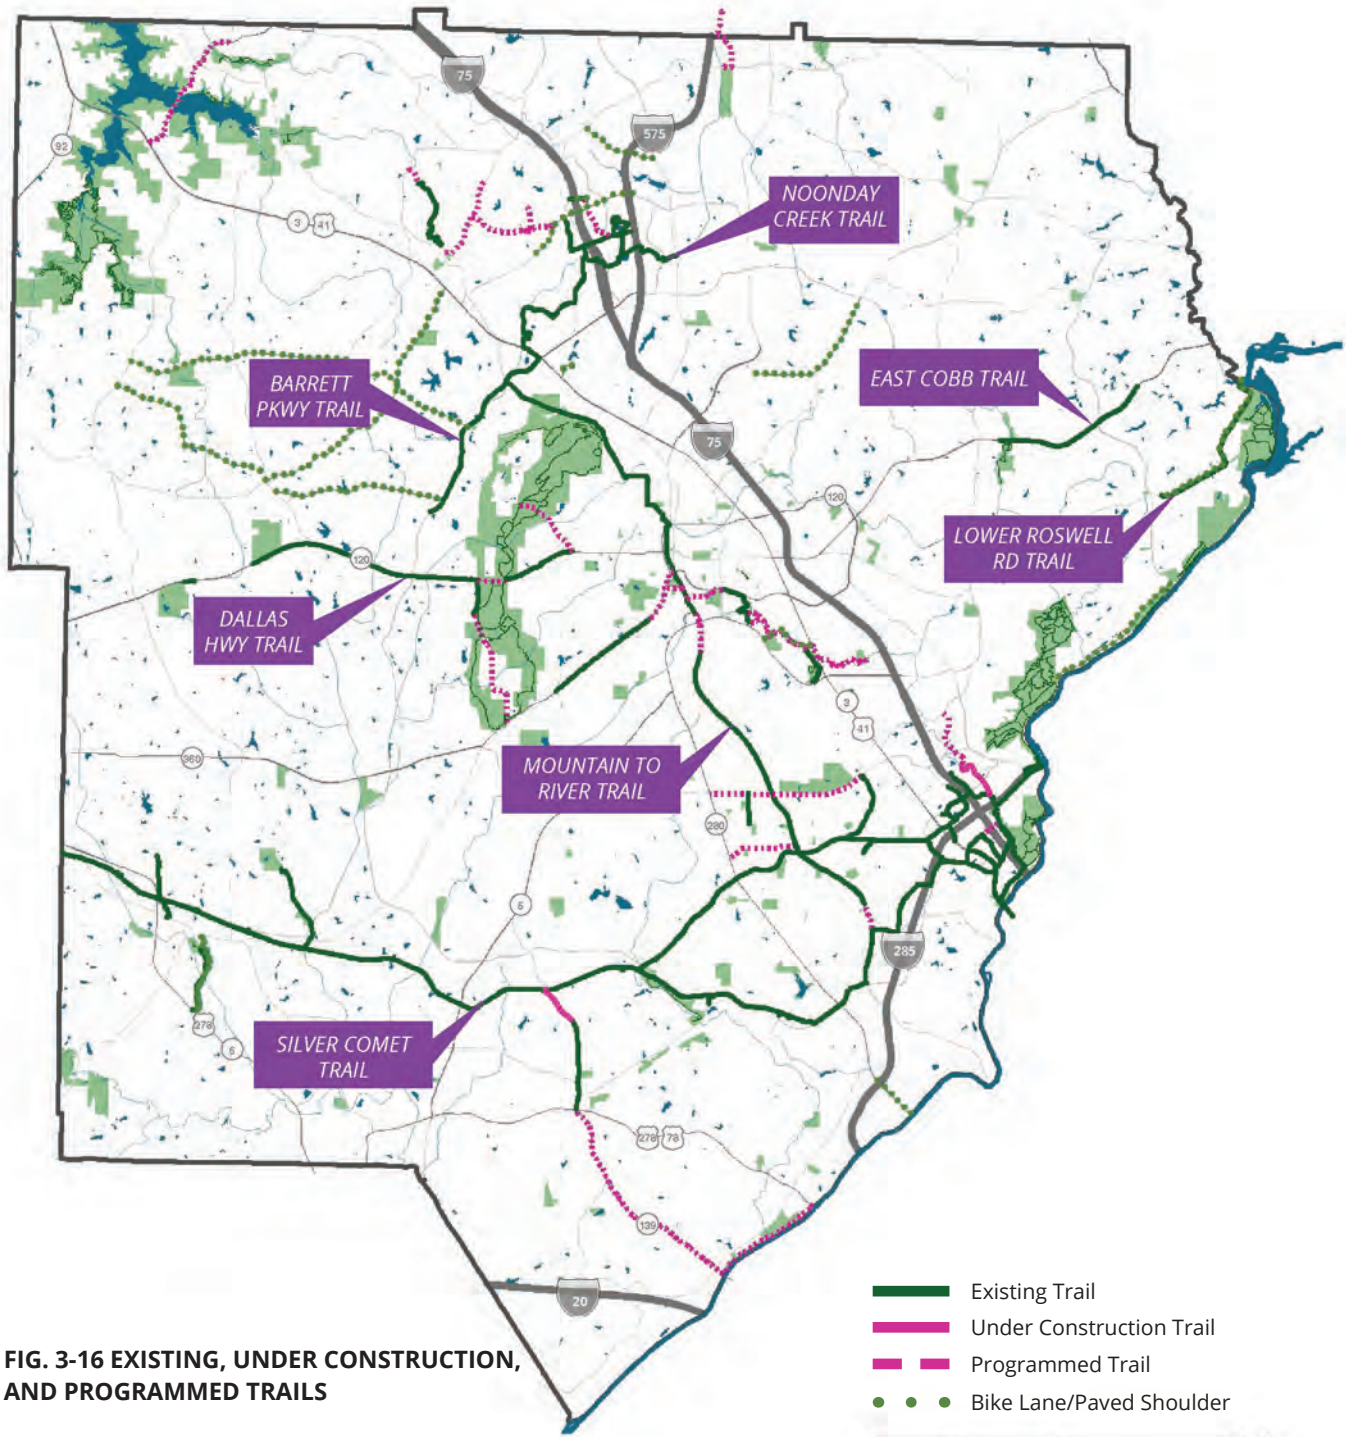 75
575
92
3
41
NOONDAY
CREEK TRAIL
BARRETT
PKWY TRAIL
EAST COBB TRAIL
75
120
LOWER ROSWELL
RD TRAIL
120
DALLAS
HWY TRAIL
3
41
360
MOUNTAIN TO
RIVER TRAIL
280
5
285
278
5
SILVER COMET
TRAIL
278
78
139
20
Existing Trail
Under Construction Trail
Programmed Trail
Bike Lane/Paved Shoulder
FIG. 3-16 EXISTING, UNDER CONSTRUCTION,
AND PROGRAMMED TRAILS